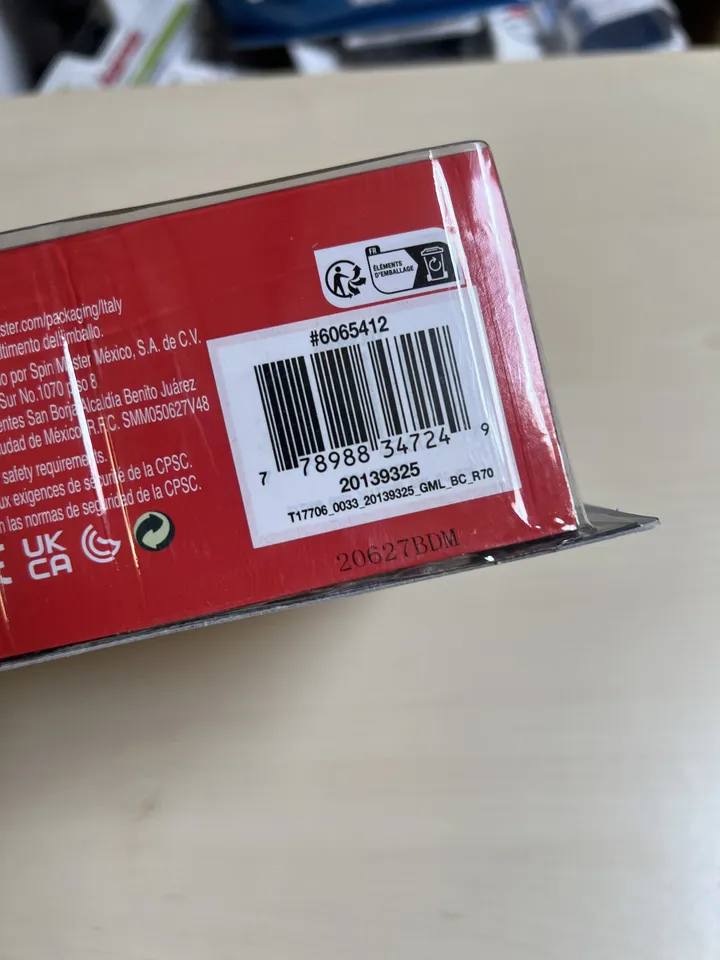 ster.com/packaging/Italy
ltimento dell'imballo.
o por Spin Master México, S.A. de C.V.
Sur No.1070 piso 8
entes San Borja Alcaldía Benito Juárez
iudad de México R.F.C. SMM050627V48
safety requirements.
ux exigences de sécurité de la CPSC.
n las normas de seguridad de la CPSC.
UK
CA
FR
ÉLÉMENTS
D'EMBALLAGE
#6065412
7 78988 34724 9
20139325
T17706_0033_20139325_GML_BC_R70
20627BDM